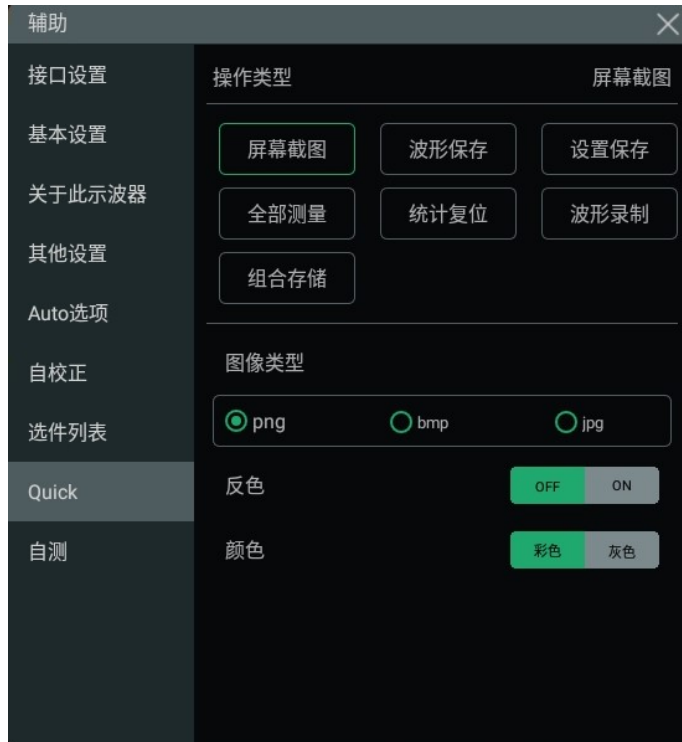 辅助
接口设置
基本设置
关于此示波器
其他设置
Auto选项
自校正
选件列表
Quick
自测
操作类型 屏幕截图
屏幕截图 波形保存 设置保存
全部测量 统计复位 波形录制
组合存储
图像类型
png bmp jpg
反色 OFF ON
颜色 彩色 灰色